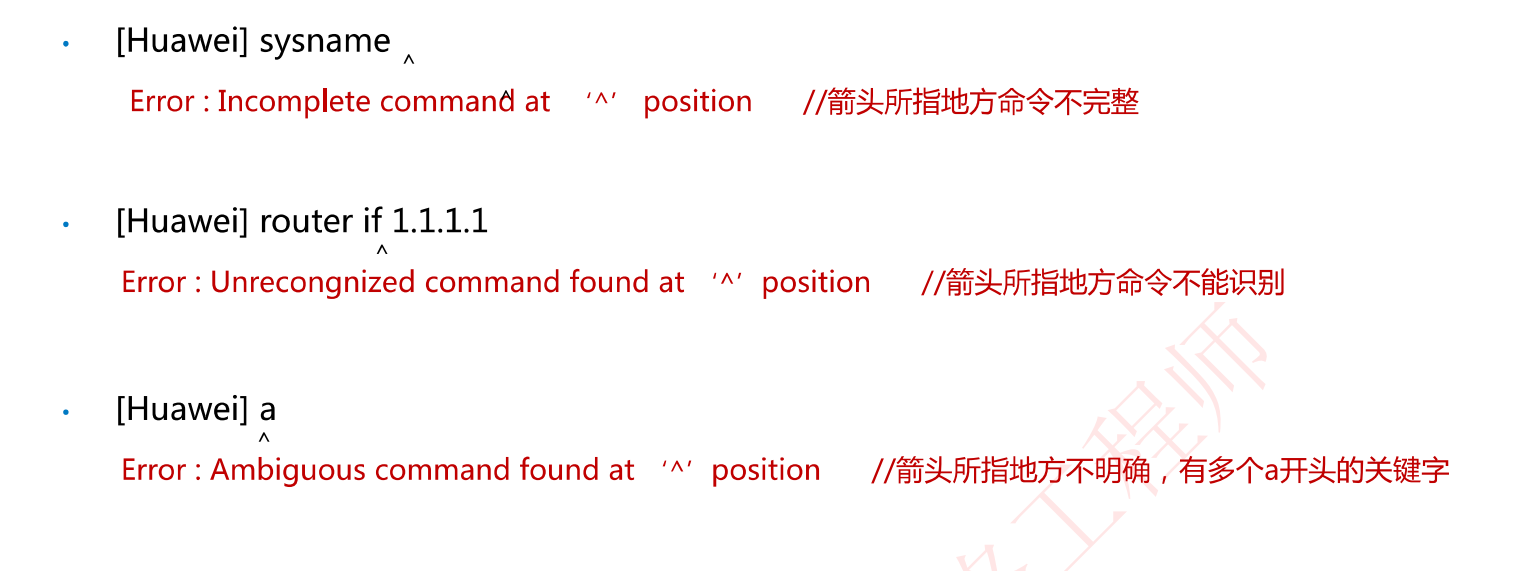 • [Huawei] sysname
^
Error : Incomplete command at ‘^’ position //箭头所指地方命令不完整
^
• [Huawei] router if 1.1.1.1
^
Error : Unrecongnized command found at ‘^’ position //箭头所指地方命令不能识别
• [Huawei] a
^
Error : Ambiguous command found at ‘^’ position //箭头所指地方不明确，有多个a开头的关键字
工程师